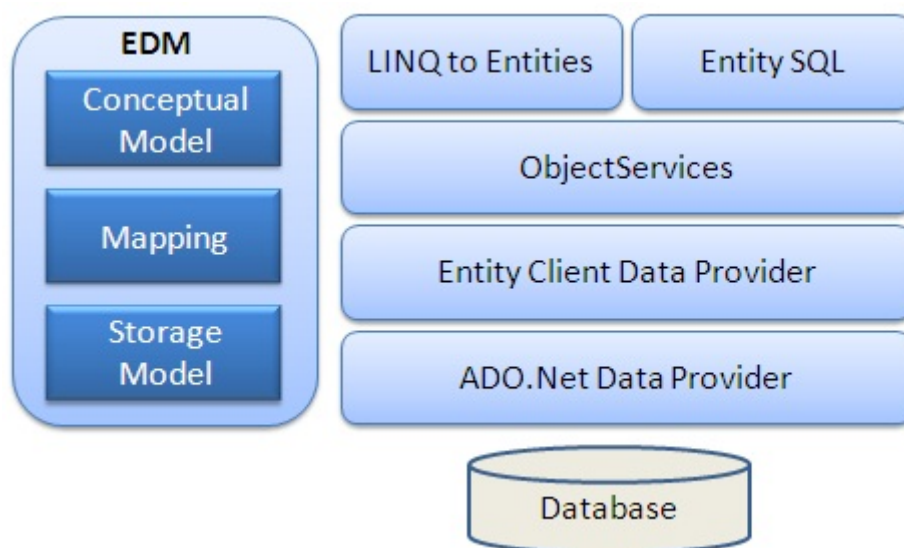 EDM
Conceptual
Model
Mapping
Storage
Model
LINQ to Entities
Entity SQL
ObjectServices
Entity Client Data Provider
ADO.Net Data Provider
Database